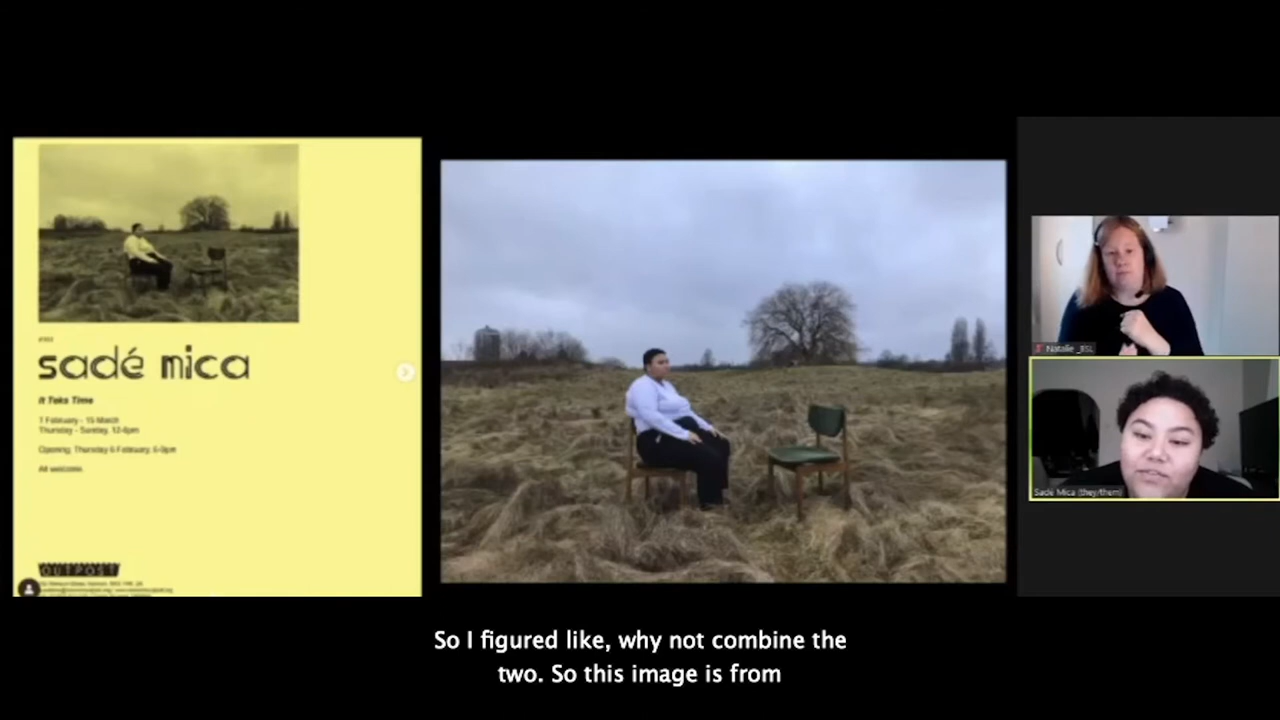 sadé mica
It Takes Time
7 February - 15 March
Thursday - Sunday, 12-6pm
Opening: Thursday 6 February, 6-9pm
All welcome.
OUTPOST
Natalie _BSL
Sadé Mica (they/them)
So I figured like, why not combine the
two. So this image is from